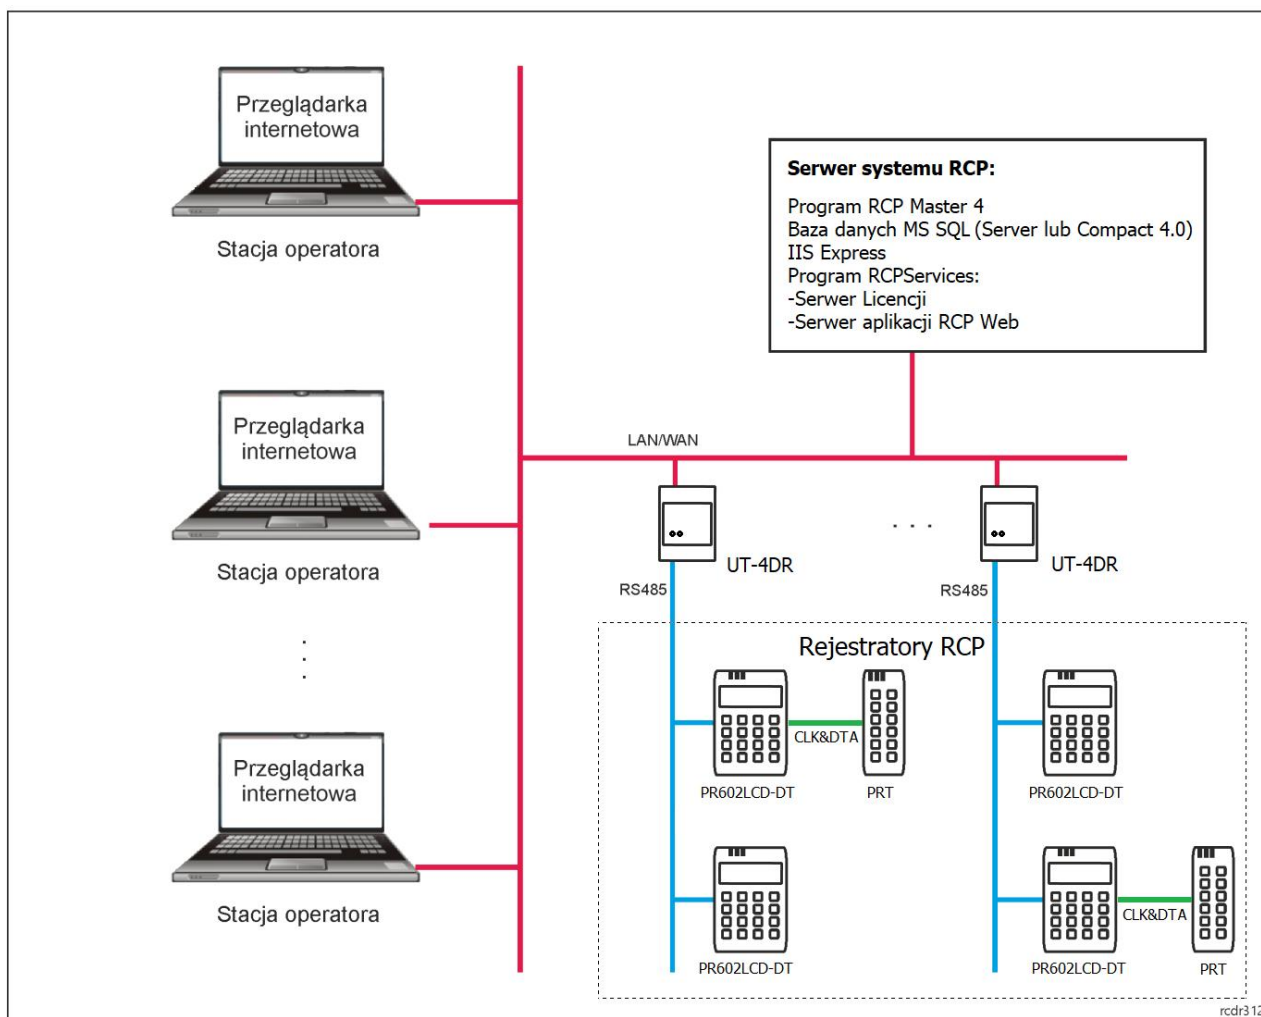 Przeglądarka
internetowa
Stacja operatora
Serwer systemu RCP:
Program RCP Master 4
Baza danych MS SQL (Server lub Compact 4.0)
IIS Express
Program RCPServices:
-Serwer Licencji
-Serwer aplikacji RCP Web
Przeglądarka
internetowa
Stacja operatora
LAN/WAN
. . .
UT-4DR
UT-4DR
RS485
RS485
Rejestratory RCP
CLK&DTA
PR602LCD-DT
PRT
PR602LCD-DT
Przeglądarka
internetowa
Stacja operatora
CLK&DTA
PR602LCD-DT
PR602LCD-DT
PRT
rcdr312